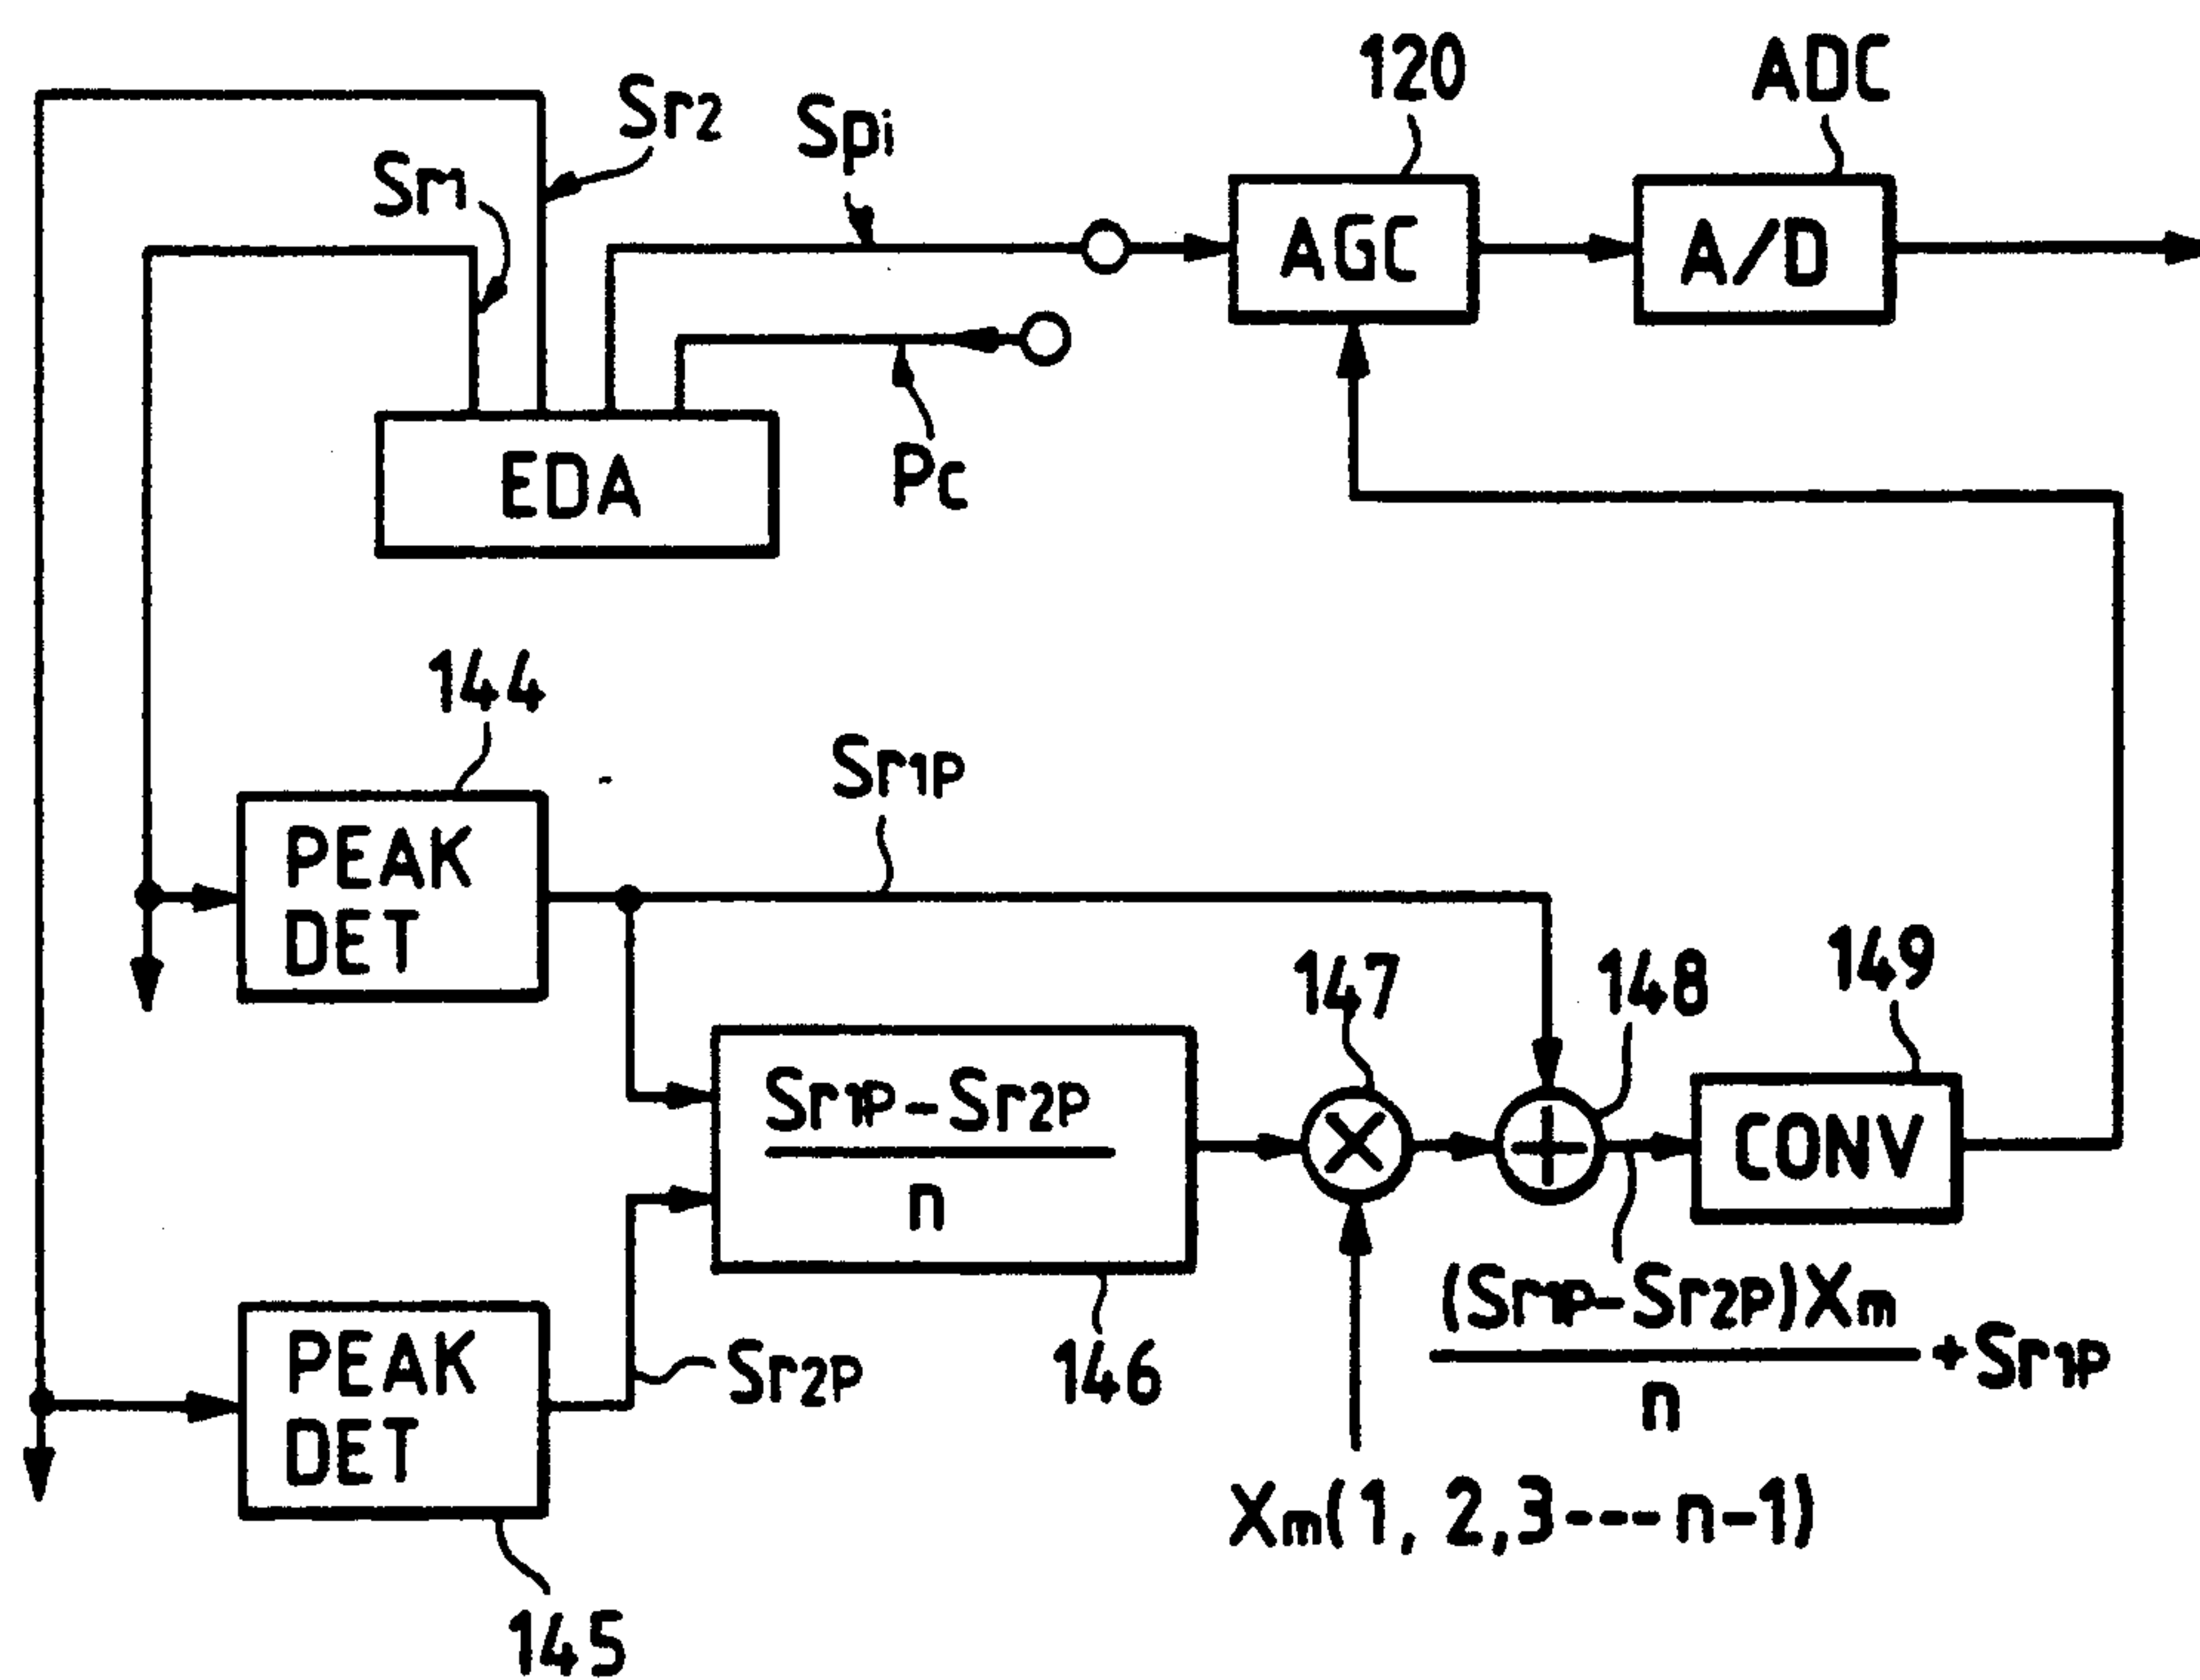 120
ADC
Sr2
Spi
Sr1
AGC
A/D
EDA
Pc
144
Sr1p
PEAK
DET
147
148
149
Sr1p-Sr2p
n
CONV
(Sr1p-Sr2p)Xm
n
+Sr1p
PEAK
DET
Sr2p
146
Xm(1, 2,3---n-1)
145